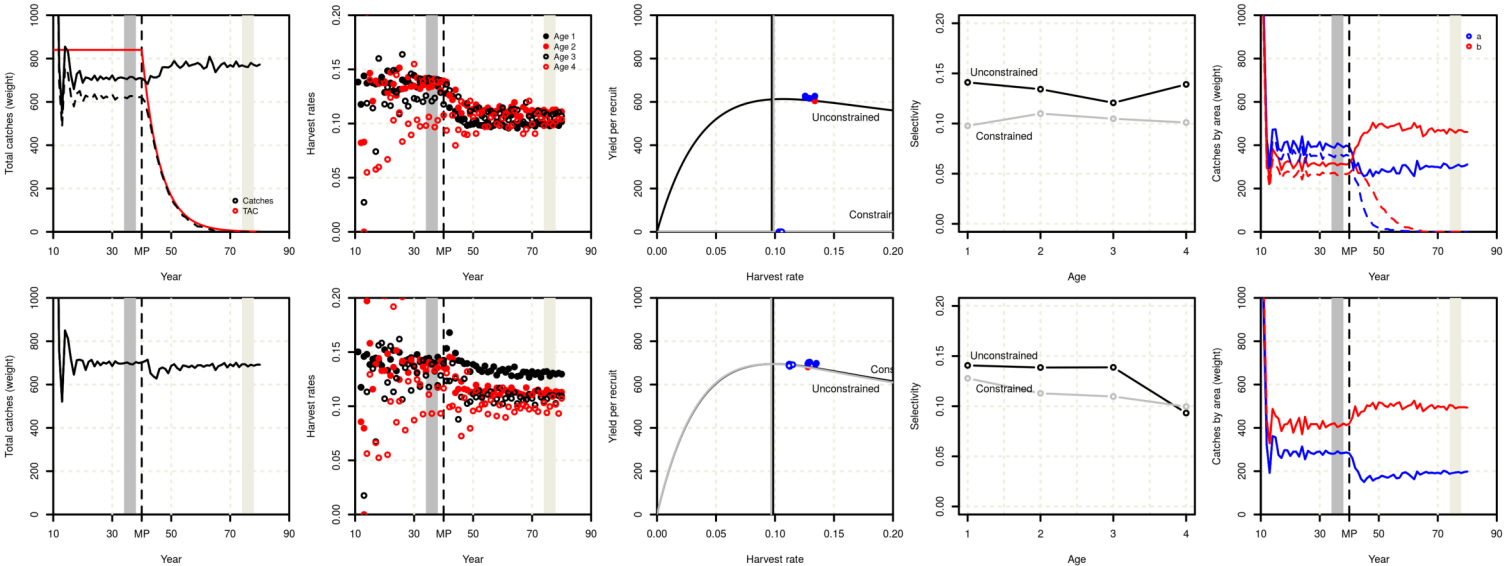 Total catches (weight)
0 200 400 600 800 1000
Catches
TAC
10 30 MP 50 70 90
Year
Harvest rates
0.00 0.05 0.10 0.15 0.20
Age 1
Age 2
Age 3
Age 4
10 30 MP 50 70 90
Year
Yield per recruit
0 200 400 600 800 1000
Unconstrained
Constrain
0.00 0.05 0.10 0.15 0.20
Harvest rate
Selectivity
0.00 0.05 0.10 0.15 0.20
Unconstrained
Constrained
1 2 3 4
Age
Catches by area (weight)
0 200 400 600 800 1000
a
b
10 30 MP 50 70 90
Year
Total catches (weight)
0 200 400 600 800 1000
10 30 MP 50 70 90
Year
Harvest rates
0.00 0.05 0.10 0.15 0.20
10 30 MP 50 70 90
Year
Yield per recruit
0 200 400 600 800 1000
Cons
Unconstrained
0.00 0.05 0.10 0.15 0.20
Harvest rate
Selectivity
0.00 0.05 0.10 0.15 0.20
Unconstrained
Constrained
1 2 3 4
Age
Catches by area (weight)
0 200 400 600 800 1000
10 30 MP 50 70 90
Year